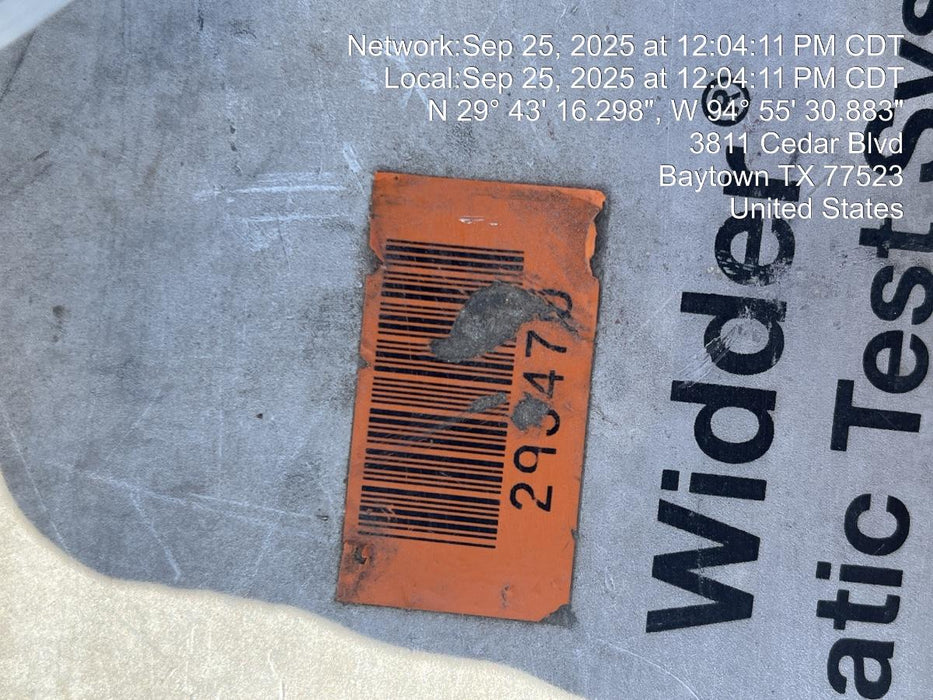 Network:Sep 25, 2025 at 12:04:11 PM CDT
Local:Sep 25, 2025 at 12:04:11 PM CDT
N 29° 43' 16.298", W 94° 55' 30.883"
3811 Cedar Blvd
Baytown TX 77523
United States
Widder®
Test